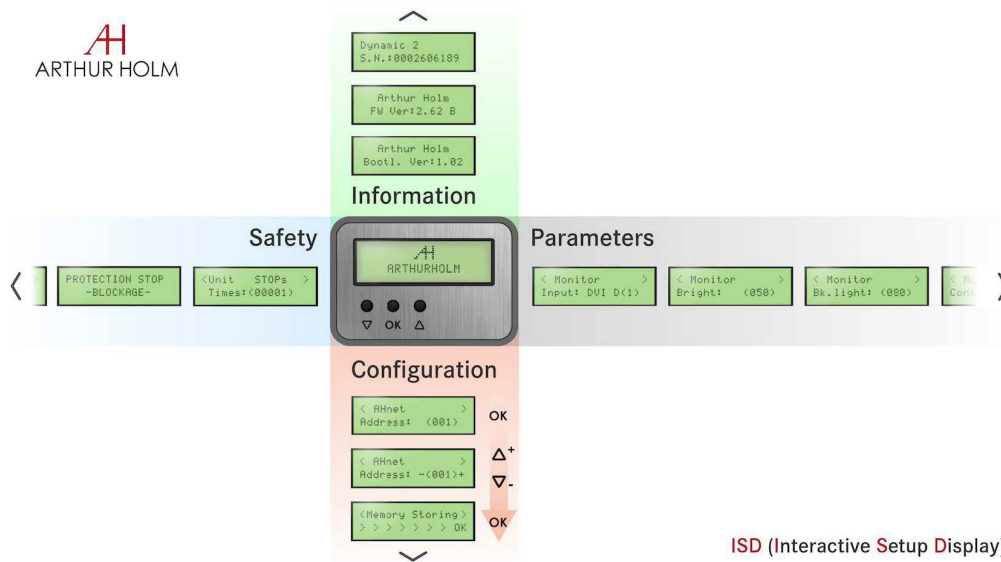 ARTHUR HOLM
Dynamic 2
S.N.:0002606189
Arthur Holm
FW Ver:2.62 B
Arthur Holm
Bootl. Ver:1.02
Information
Safety
Parameters
PROTECTION STOP
-BLOCKAGE-
<Unit STOPs >
Times:(00001)
ARTHURHOLM
OK
< Monitor >
Input: DVI D(1)
< Monitor >
Bright: (050)
< Monitor >
Bk.light: (080)
Configuration
< AHnet >
Address: (001)
OK
< AHnet >
Address: -(001)+
+
-
<Memory Storing>
> > > > > > > OK
OK
ISD (Interactive Setup Display)